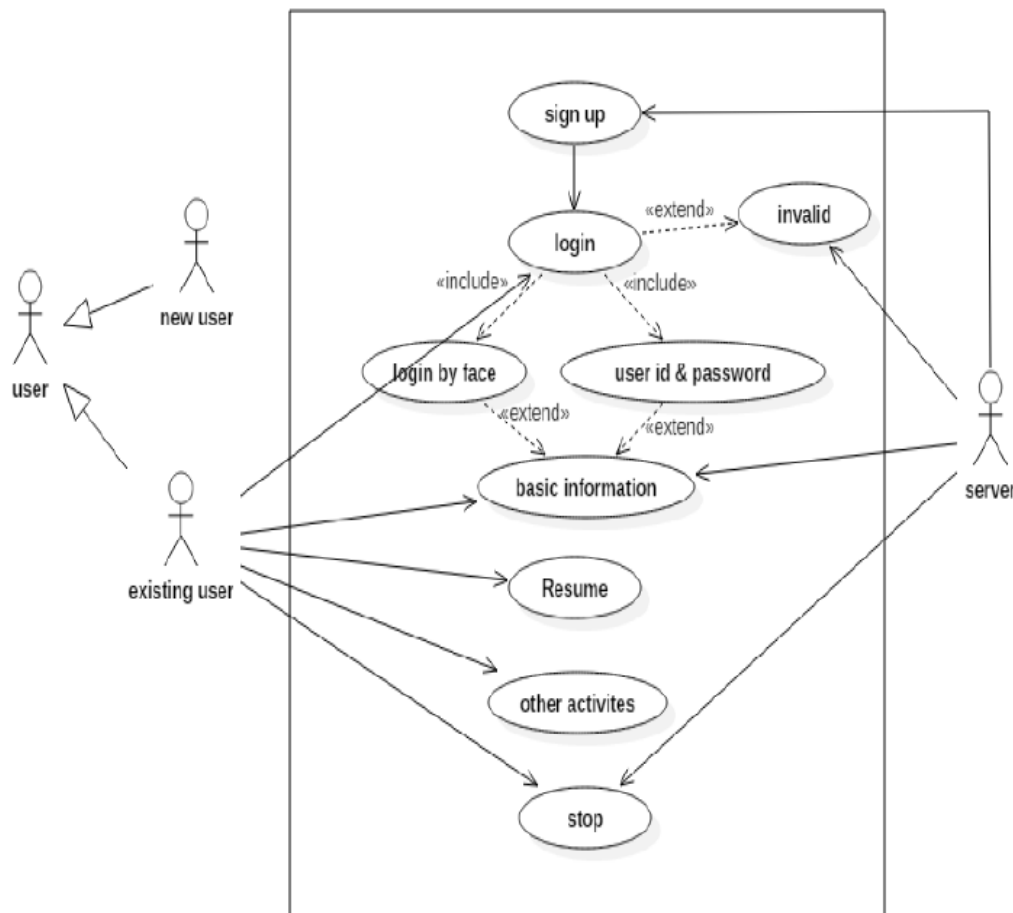 sign up
«extend»
invalid
login
new user
«include»
«include»
user
login by face
user id & password
«extend»
«extend»
basic information
server
existing user
Resume
other activites
stop